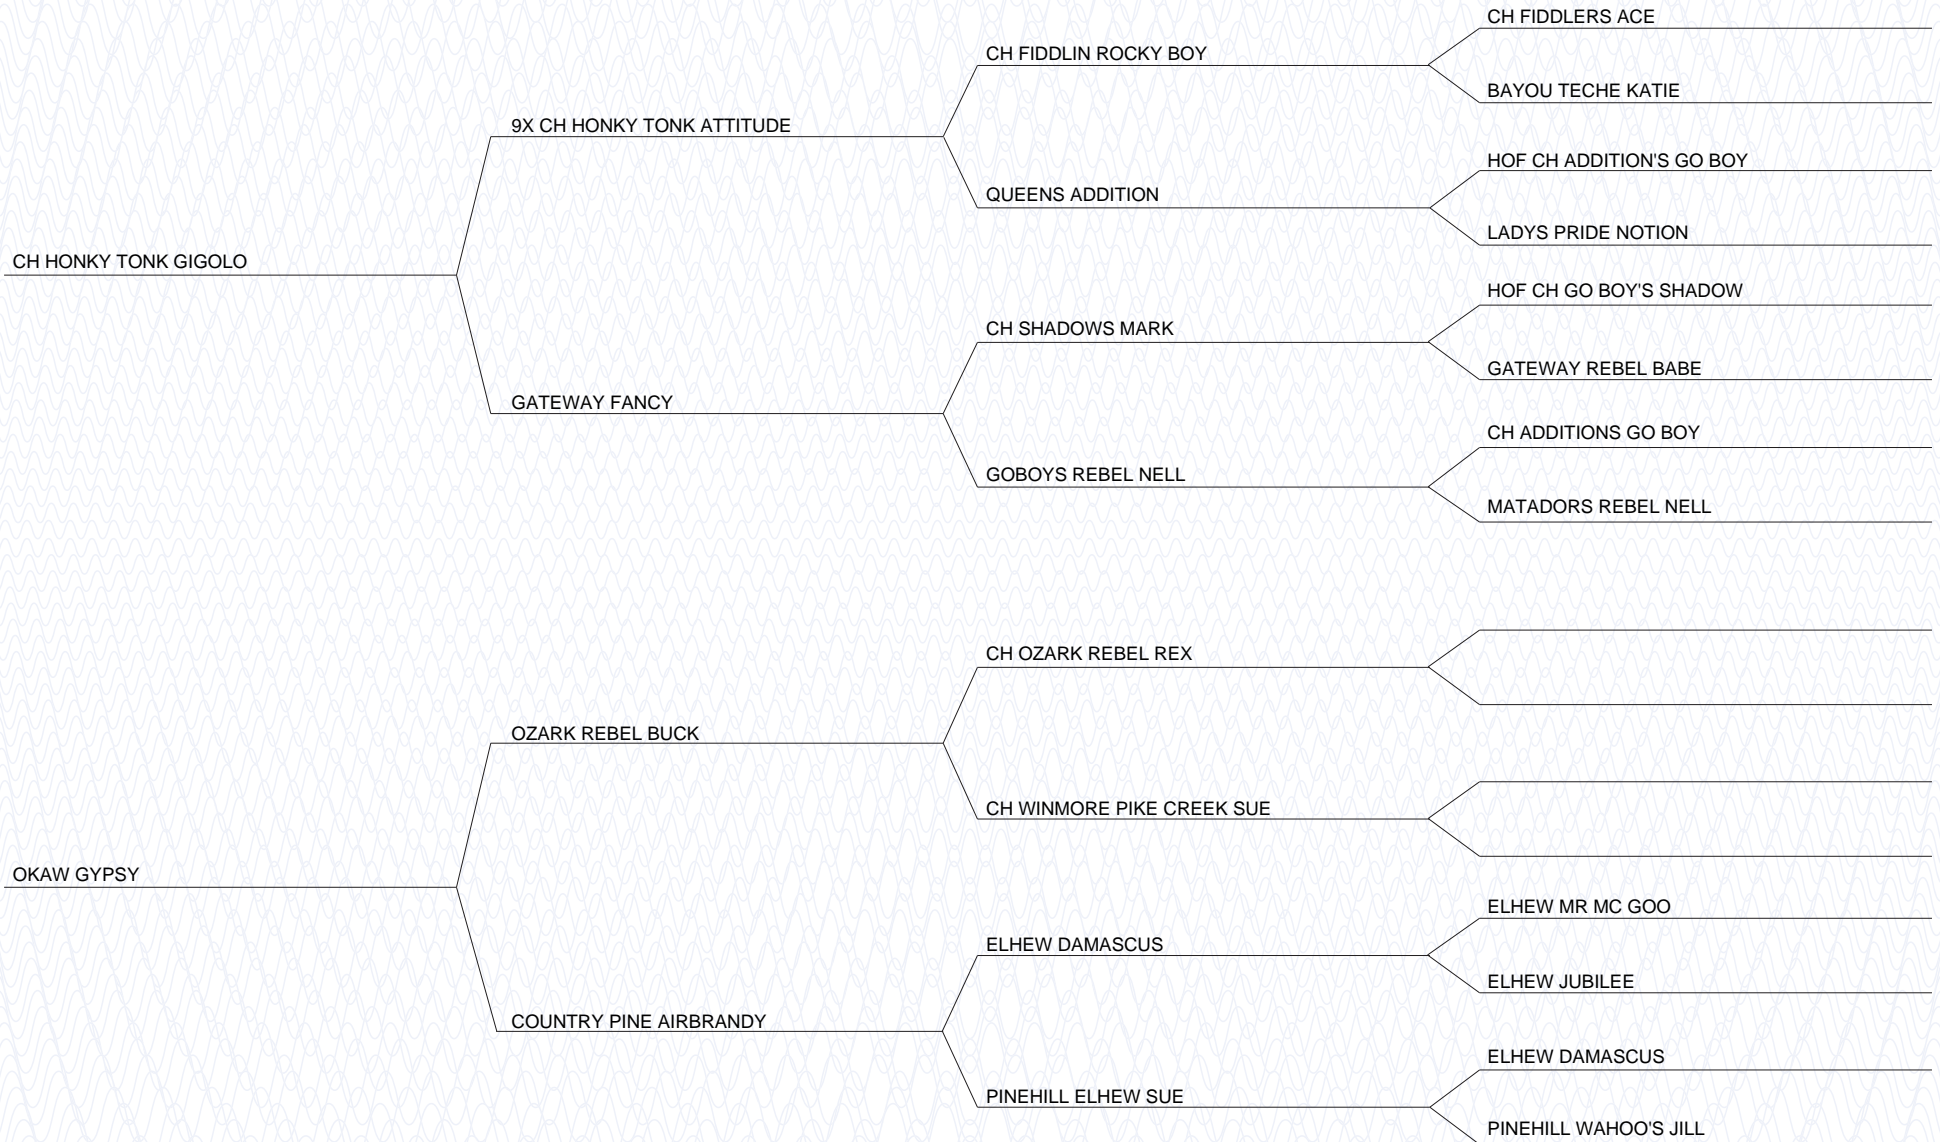 CH FIDDLERS ACE
CH FIDDLIN ROCKY BOY
BAYOU TECHE KATIE
9X CH HONKY TONK ATTITUDE
HOF CH ADDITION'S GO BOY
QUEENS ADDITION
LADYS PRIDE NOTION
CH HONKY TONK GIGOLO
HOF CH GO BOY'S SHADOW
CH SHADOWS MARK
GATEWAY REBEL BABE
GATEWAY FANCY
CH ADDITIONS GO BOY
GOBOYS REBEL NELL
MATADORS REBEL NELL
CH OZARK REBEL REX
OZARK REBEL BUCK
CH WINMORE PIKE CREEK SUE
OKAW GYPSY
ELHEW MR MC GOO
ELHEW DAMASCUS
ELHEW JUBILEE
COUNTRY PINE AIRBRANDY
ELHEW DAMASCUS
PINEHILL ELHEW SUE
PINEHILL WAHOO'S JILL